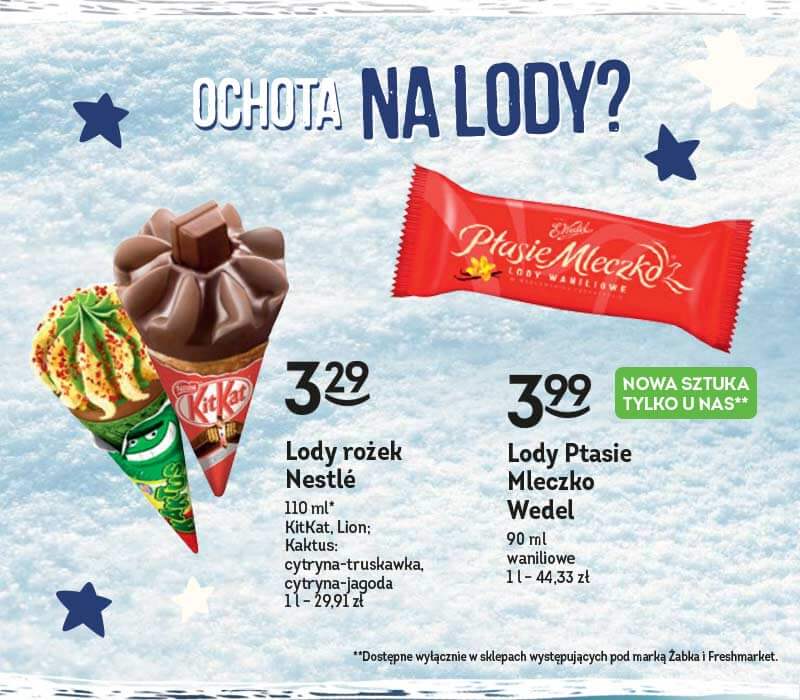 OCHOTA NA LODY?
E. Wedel
Ptasie Mleczko
LODY WANILIOWE
Nestlé
KitKat
3 29
Lody rożek
Nestlé
110 ml*
KitKat, Lion;
Kaktus:
cytryna-truskawka,
cytryna-jagoda
1 l – 29,91 zł
3 99
NOWA SZTUKA
TYLKO U NAS**
Lody Ptasie
Mleczko
Wedel
90 ml
waniliowe
1 l – 44,33 zł
**Dostępne wyłącznie w sklepach występujących pod marką Żabka i Freshmarket.